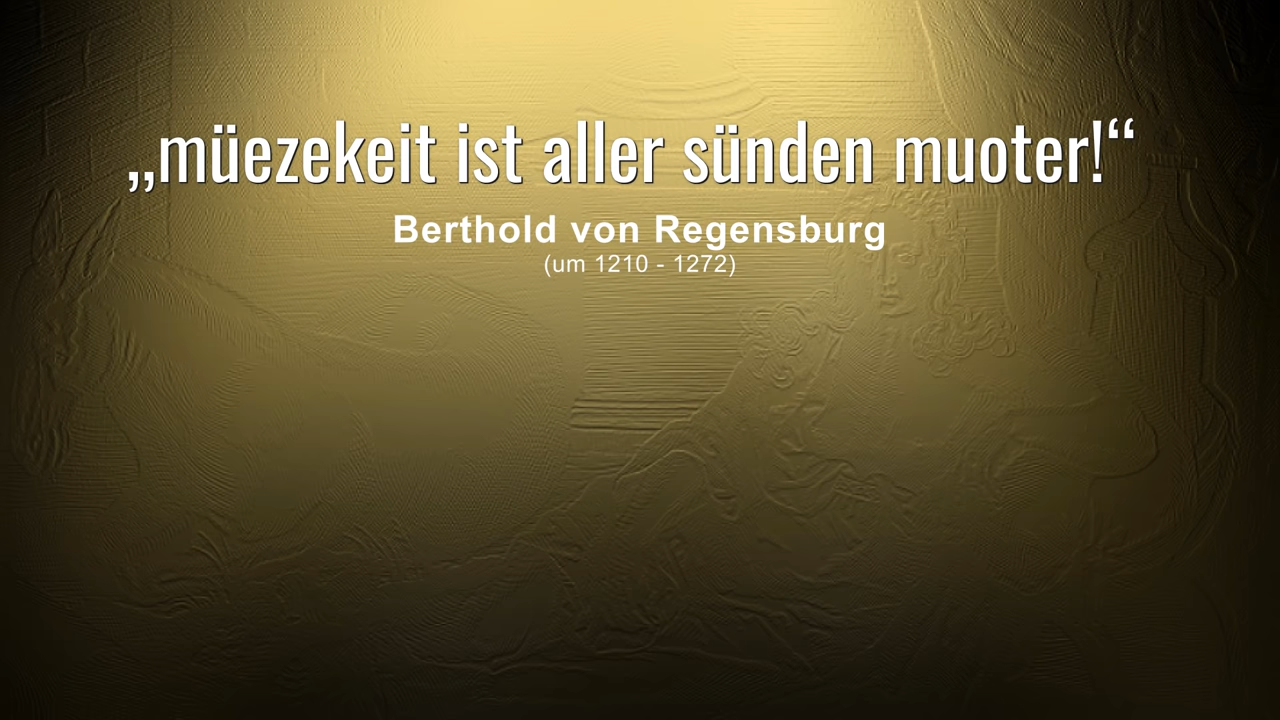 „müezekeit ist aller sünden muoter!“
Berthold von Regensburg
(um 1210 - 1272)